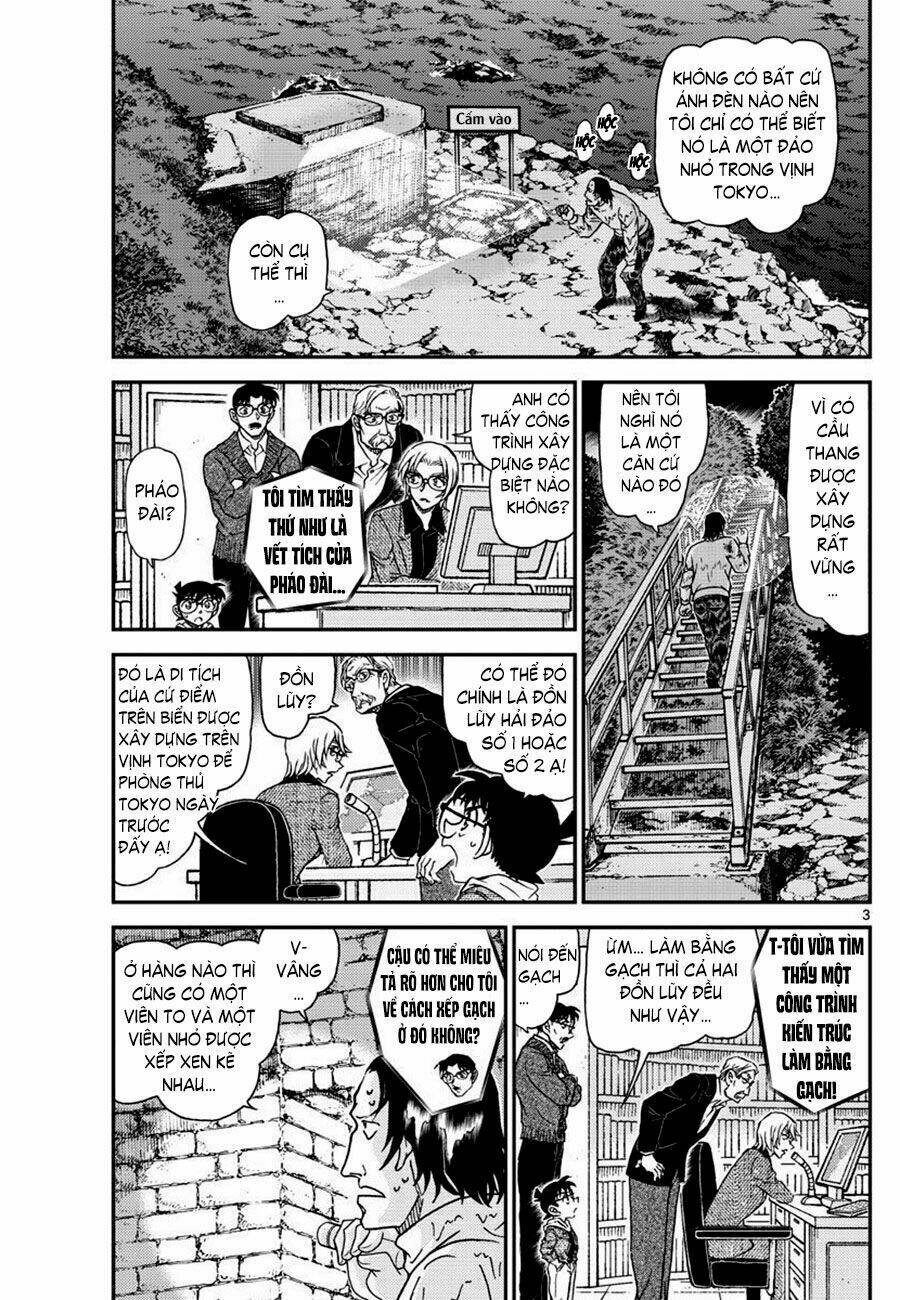 KHÔNG CÓ BẤT CỨ
ÁNH ĐÈN NÀO NÊN
TÔI CHỈ CÓ THỂ BIẾT
NÓ LÀ MỘT ĐẢO
NHỎ TRONG VỊNH
TOKYO...
HỘC
HỘC
HỘC
Cấm vào
CÒN CỤ
THỂ THÌ
...
VÌ CÓ
CẦU
THANG
ĐƯỢC
XÂY
DỰNG
RẤT
VỮNG
...
NÊN TÔI
NGHĨ NÓ
LÀ MỘT
CĂN CỨ
NÀO ĐÓ
...
ANH CÓ
THẤY CÔNG
TRÌNH XÂY
DỰNG ĐẶC
BIỆT NÀO
KHÔNG?
TÔI TÌM THẤY
THỨ NHƯ LÀ
VẾT TÍCH CỦA
PHÁO ĐÀI...
PHÁO
ĐÀI?
CÓ THỂ ĐÓ
CHÍNH LÀ ĐỒN
LŨY HẢI ĐẢO
SỐ 1 HOẶC
SỐ 2 Ạ!
ĐỒN
LŨY?
ĐÓ LÀ DI TÍCH
CỦA CỨ ĐIỂM
TRÊN BIỂN ĐƯỢC
XÂY DỰNG TRÊN
VỊNH TOKYO ĐỂ
PHÒNG THỦ
TOKYO NGÀY
TRƯỚC
ĐẤY Ạ!
3
T-TÔI VỪA TÌM
THẤY MỘT
CÔNG TRÌNH
KIẾN TRÚC
LÀM BẰNG
GẠCH!
ỪM... LÀM BẰNG
GẠCH THÌ CẢ HAI
ĐỒN LŨY ĐỀU
NHƯ VẬY...
NÓI ĐẾN
GẠCH
...
CẬU CÓ THỂ MIÊU
TẢ RÕ HƠN CHO TÔI
VỀ CÁCH XẾP GẠCH
Ở ĐÓ KHÔNG?
V-
VÂNG
...
Ở HÀNG NÀO THÌ
CŨNG CÓ MỘT
VIÊN TO VÀ MỘT
VIÊN NHỎ ĐƯỢC
XẾP XEN KẼ
NHAU...